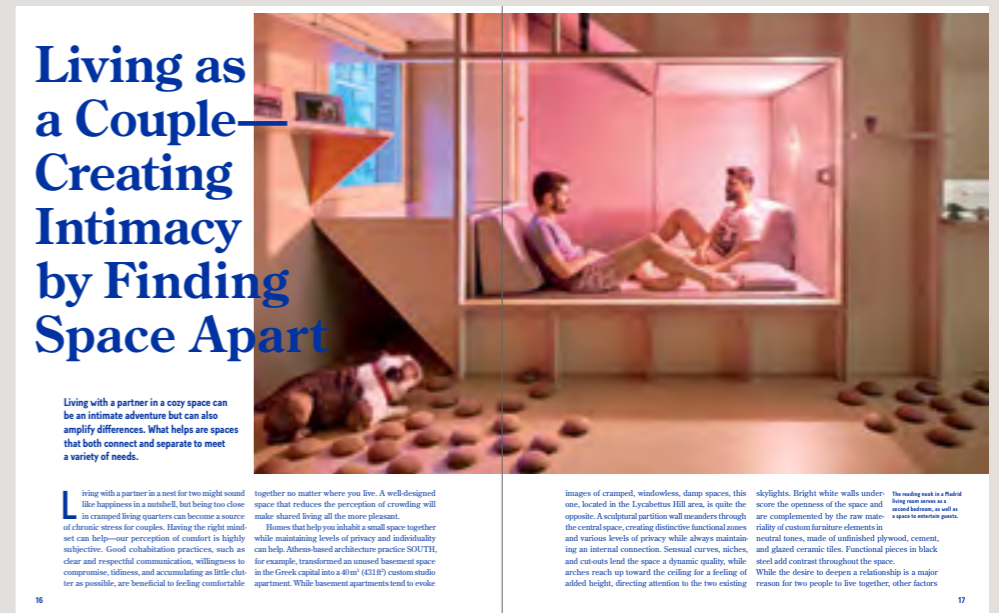 Living as
a Couple—
Creating
Intimacy
by Finding
Space Apart
Living with a partner in a cozy space can
be an intimate adventure but can also
amplify differences. What helps are spaces
that both connect and separate to meet
a variety of needs.
Living with a partner in a nest for two might sound
like happiness in a nutshell, but being too close
in cramped living quarters can become a source
of chronic stress for couples. Having the right mind-
set can help—our perception of comfort is highly
subjective. Good cohabitation practices, such as
clear and respectful communication, willingness to
compromise, tidiness, and accumulating as little clut-
ter as possible, are beneficial to feeling comfortable
together no matter where you live. A well-designed
space that reduces the perception of crowding will
make shared living all the more pleasant.
Homes that help you inhabit a small space together
while maintaining levels of privacy and individuality
can help. Athens-based architecture practice SOUTH,
for example, transformed an unused basement space
in the Greek capital into a 40 m² (431 ft²) custom studio
apartment. While basement apartments tend to evoke
16
images of cramped, windowless, damp spaces, this
one, located in the Lycabettus Hill area, is quite the
opposite. A sculptural partition wall meanders through
the central space, creating distinctive functional zones
and various levels of privacy while always maintain-
ing an internal connection. Sensual curves, niches,
and cut-outs lend the space a dynamic quality, while
arches reach up toward the ceiling for a feeling of
added height, directing attention to the two existing
skylights. Bright white walls under-
score the openness of the space and
are complemented by the raw mate-
riality of custom furniture elements in
neutral tones, made of unfinished plywood, cement,
and glazed ceramic tiles. Functional pieces in black
steel add contrast throughout the space.
While the desire to deepen a relationship is a major
reason for two people to live together, other factors
The reading nook in a Madrid
living room serves as a
second bedroom, as well as
a space to entertain guests.
17